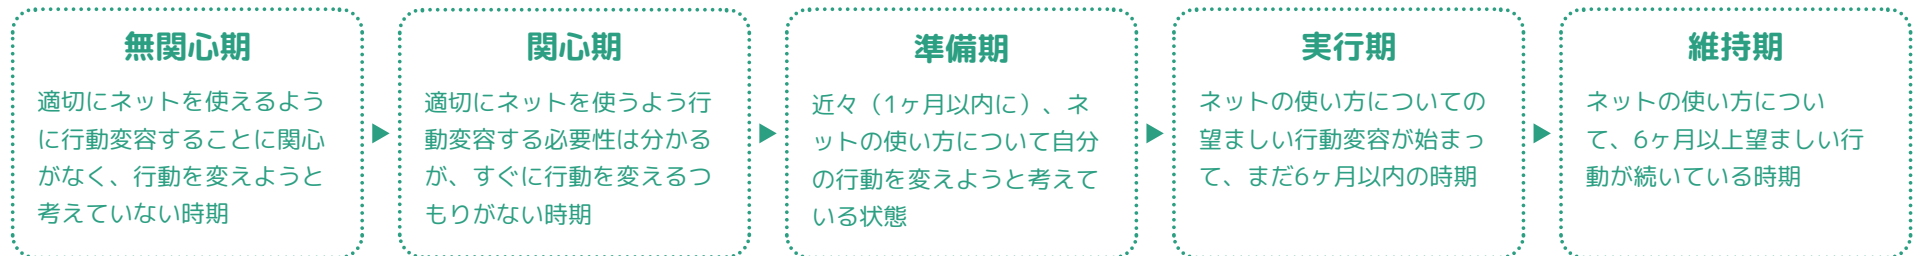 無関心期
適切にネットを使えるよう
に行動変容することに関心
がなく、行動を変えようと
考えていない時期
関心期
適切にネットを使うよう行
動変容する必要性は分かる
が、すぐに行動を変えるつ
もりがない時期
準備期
近々（1ヶ月以内に）、ネ
ットの使い方について自分
の行動を変えようと考えて
いる状態
実行期
ネットの使い方についての
望ましい行動変容が始まっ
て、まだ6ヶ月以内の時期
維持期
ネットの使い方につい
て、6ヶ月以上望ましい行
動が続いている時期